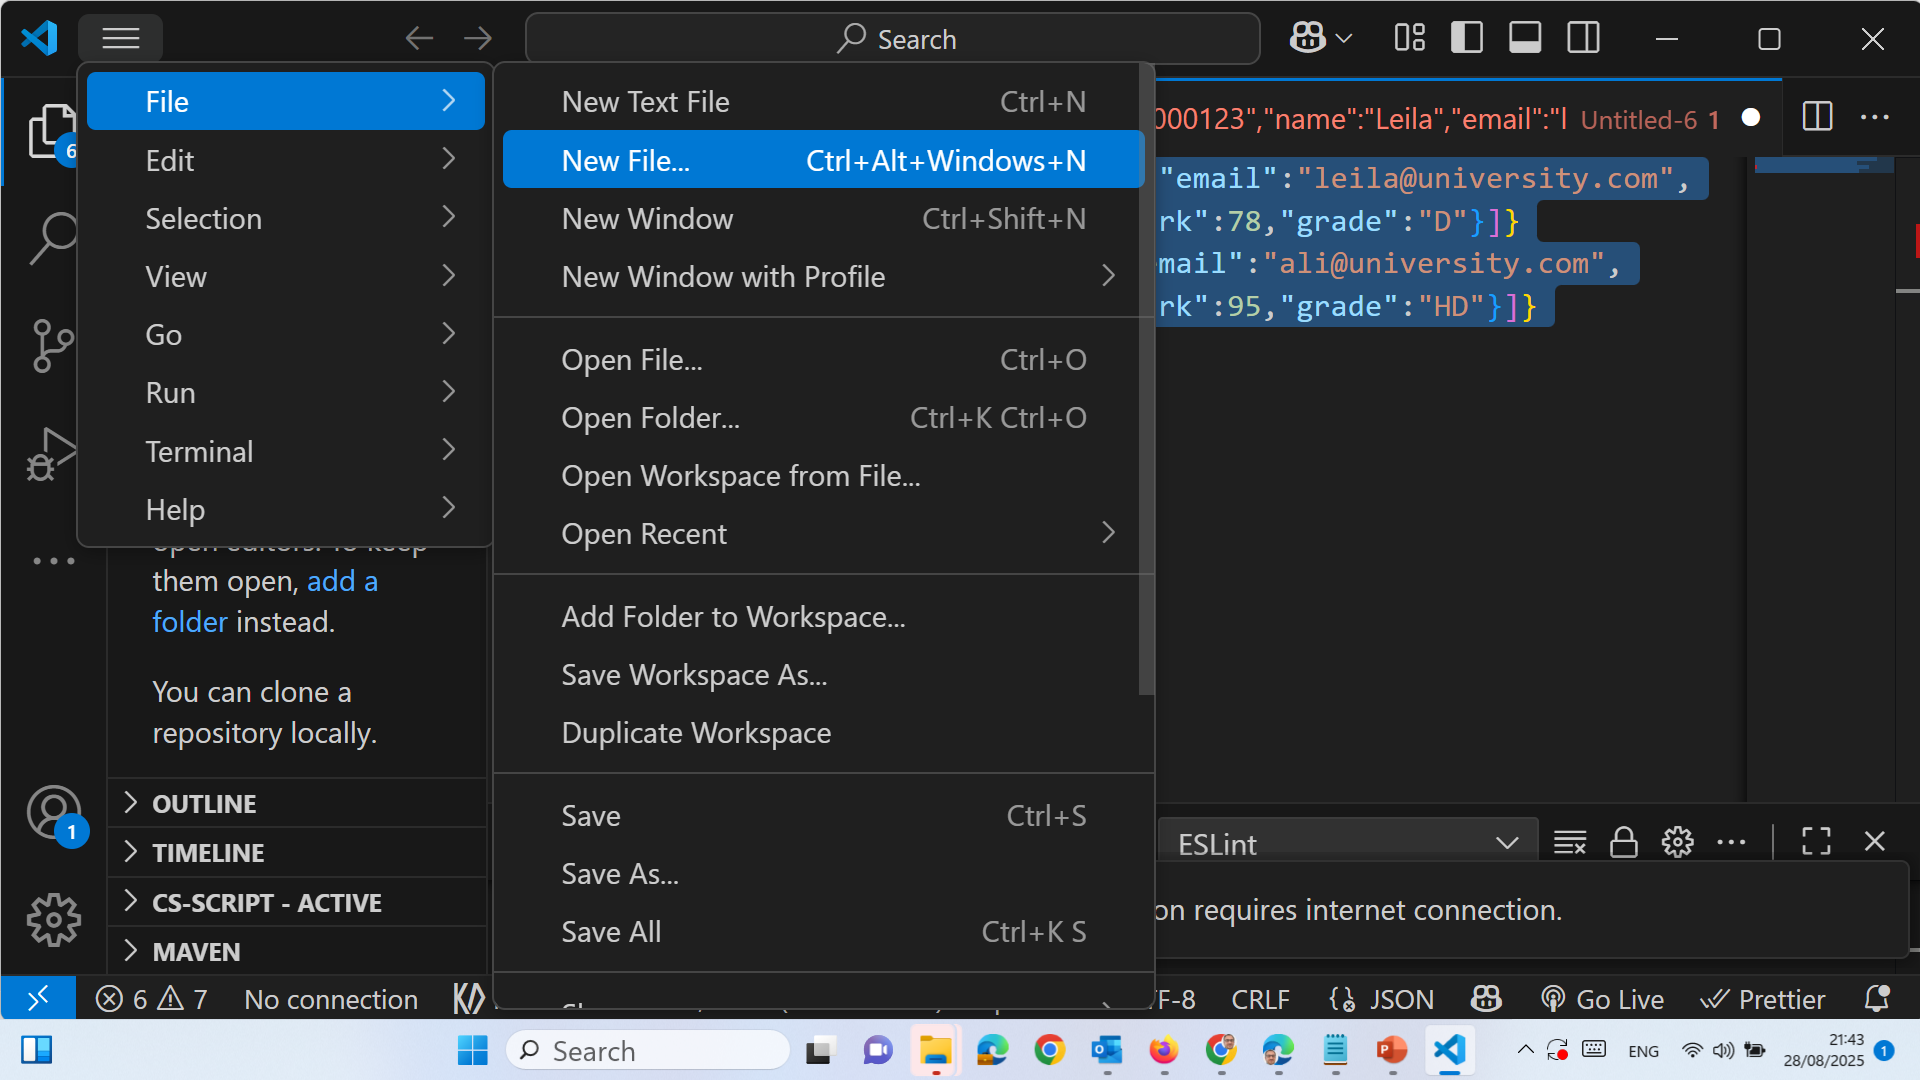 Search
File
Edit
Selection
View
Go
Run
Terminal
Help
New Text File Ctrl+N
New File... Ctrl+Alt+Windows+N
New Window Ctrl+Shift+N
New Window with Profile
Open File... Ctrl+O
Open Folder... Ctrl+K Ctrl+O
Open Workspace from File...
Open Recent
Add Folder to Workspace...
Save Workspace As...
Duplicate Workspace
Save Ctrl+S
Save As...
Save All Ctrl+K S
000123","name":"Leila","email":"l Untitled-6 1
"email":"leila@university.com",
rk":78,"grade":"D"}]}
mail":"ali@university.com",
rk":95,"grade":"HD"}]}
6
open editors. To keep
them open, add a
folder instead.
You can clone a
repository locally.
OUTLINE
TIMELINE
CS-SCRIPT - ACTIVE
MAVEN
1
ESLint
on requires internet connection.
6 7 No connection
TF-8 CRLF {} JSON Go Live Prettier
Search
ENG
21:43
28/08/2025
1